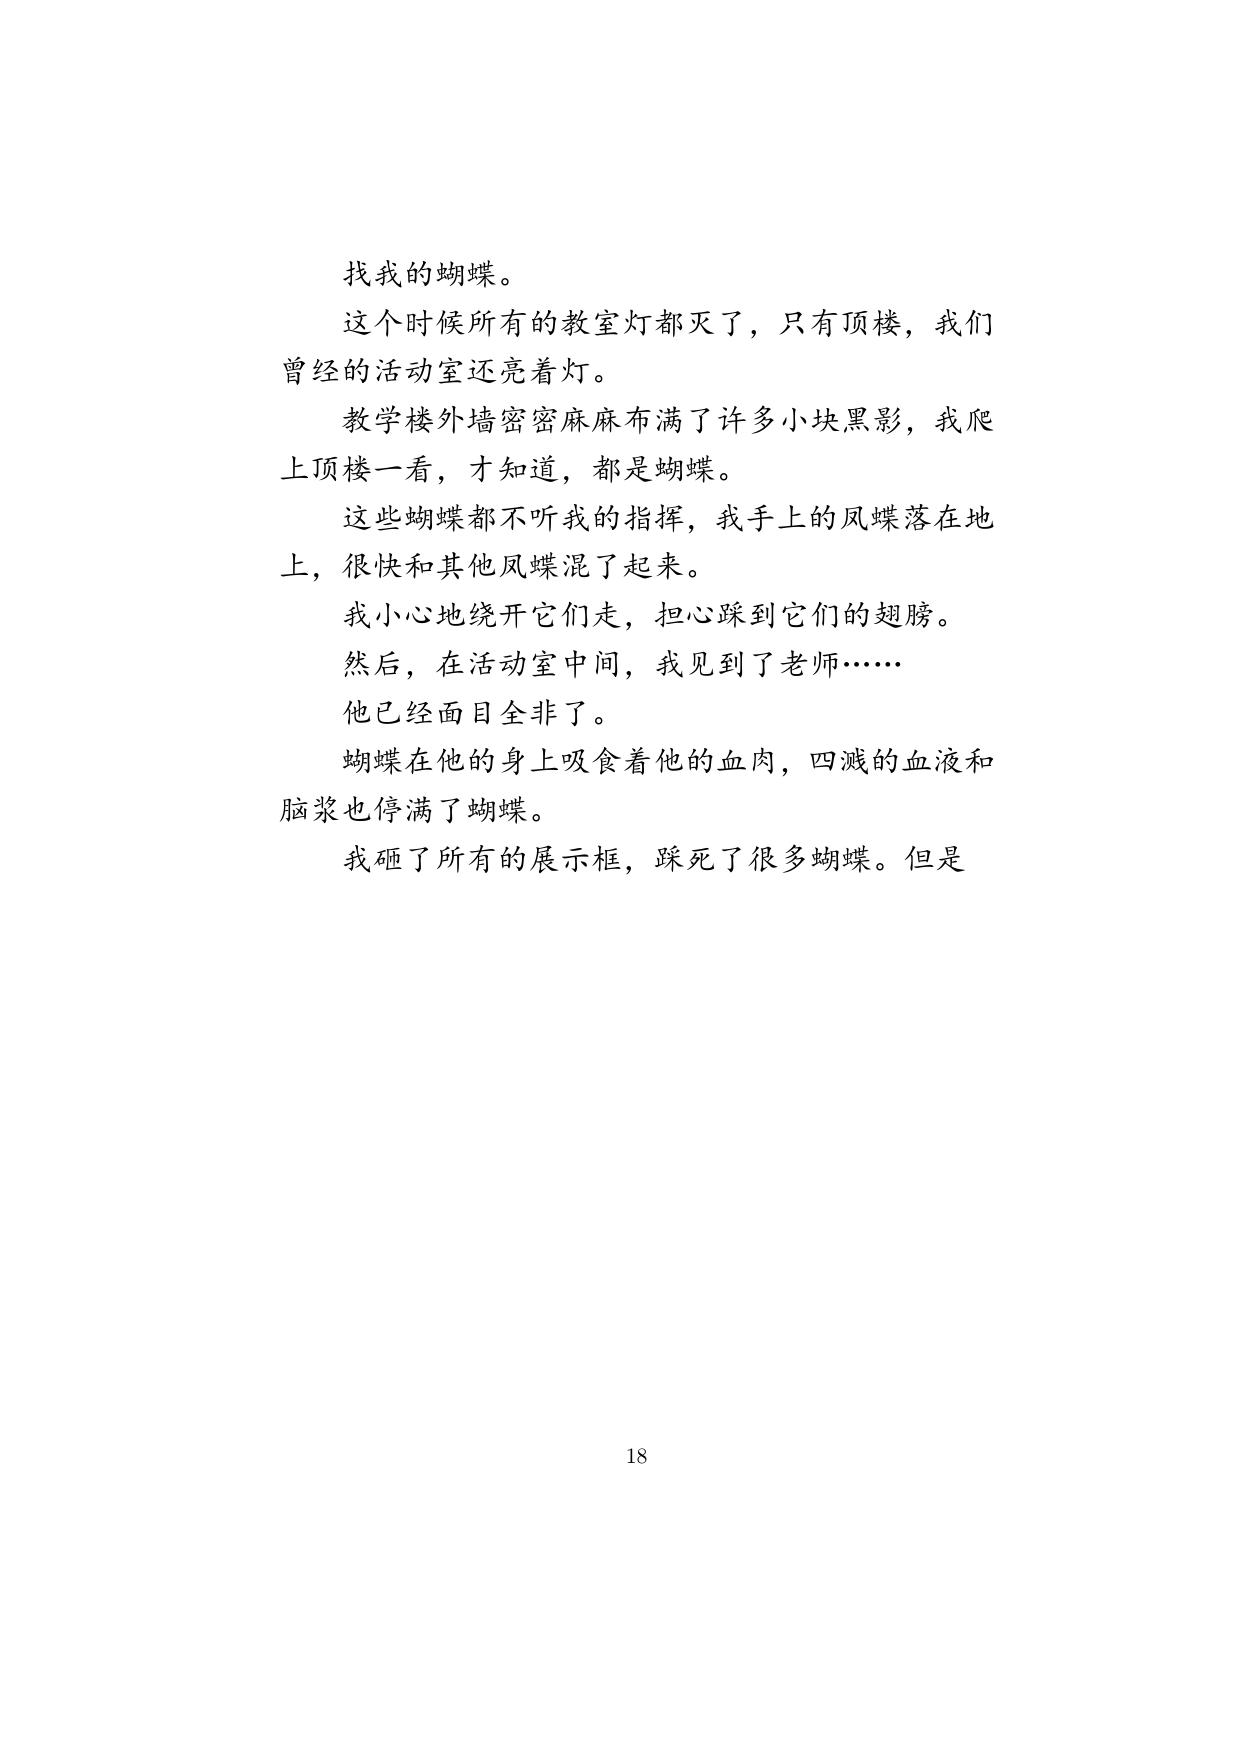 找我的蝴蝶。
这个时候所有的教室灯都灭了，只有顶楼，我们
曾经的活动室还亮着灯。
教学楼外墙密密麻麻布满了许多小块黑影，我爬
上顶楼一看，才知道，都是蝴蝶。
这些蝴蝶都不听我的指挥，我手上的凤蝶落在地
上，很快和其他凤蝶混了起来。
我小心地绕开它们走，担心踩到它们的翅膀。
然后，在活动室中间，我见到了老师……
他已经面目全非了。
蝴蝶在他的身上吸食着他的血肉，四溅的血液和
脑浆也停满了蝴蝶。
我砸了所有的展示框，踩死了很多蝴蝶。但是
18